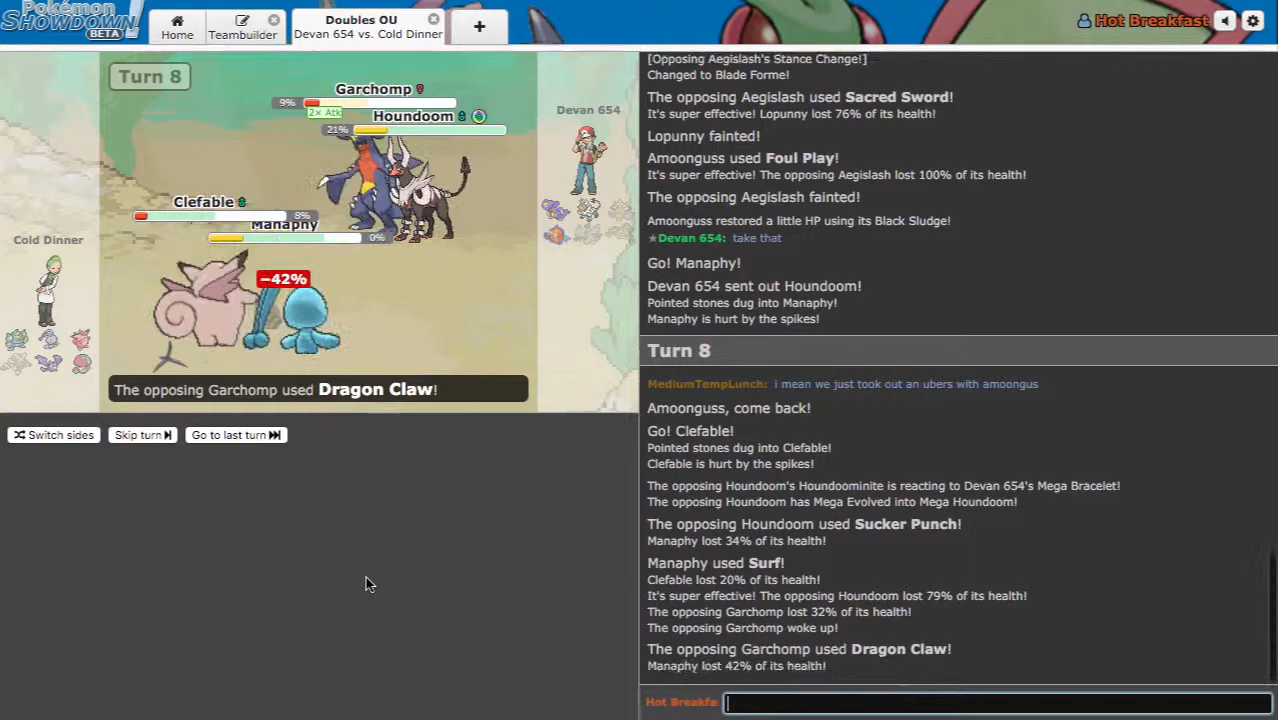 Pokémon
SHOWDOWN!
BETA
Home
Teambuilder
Doubles OU
Devan 654 vs. Cold Dinner
+
Hot Breakfast
Turn 8
Garchomp
9%
2× Atk
Houndoom
21%
Devan 654
Clefable
8%
Manaphy
0%
Cold Dinner
−42%
The opposing Garchomp used Dragon Claw!
Switch sides
Skip turn
Go to last turn
[Opposing Aegislash's Stance Change!]
Changed to Blade Forme!
The opposing Aegislash used Sacred Sword!
It's super effective! Lopunny lost 76% of its health!
Lopunny fainted!
Amoonguss used Foul Play!
It's super effective! The opposing Aegislash lost 100% of its health!
The opposing Aegislash fainted!
Amoonguss restored a little HP using its Black Sludge!
★Devan 654: take that
Go! Manaphy!
Devan 654 sent out Houndoom!
Pointed stones dug into Manaphy!
Manaphy is hurt by the spikes!
Turn 8
MediumTempLunch: i mean we just took out an ubers with amoongus
Amoonguss, come back!
Go! Clefable!
Pointed stones dug into Clefable!
Clefable is hurt by the spikes!
The opposing Houndoom's Houndoominite is reacting to Devan 654's Mega Bracelet!
The opposing Houndoom has Mega Evolved into Mega Houndoom!
The opposing Houndoom used Sucker Punch!
Manaphy lost 34% of its health!
Manaphy used Surf!
Clefable lost 20% of its health!
It's super effective! The opposing Houndoom lost 79% of its health!
The opposing Garchomp lost 32% of its health!
The opposing Garchomp woke up!
The opposing Garchomp used Dragon Claw!
Manaphy lost 42% of its health!
Hot Breakfa